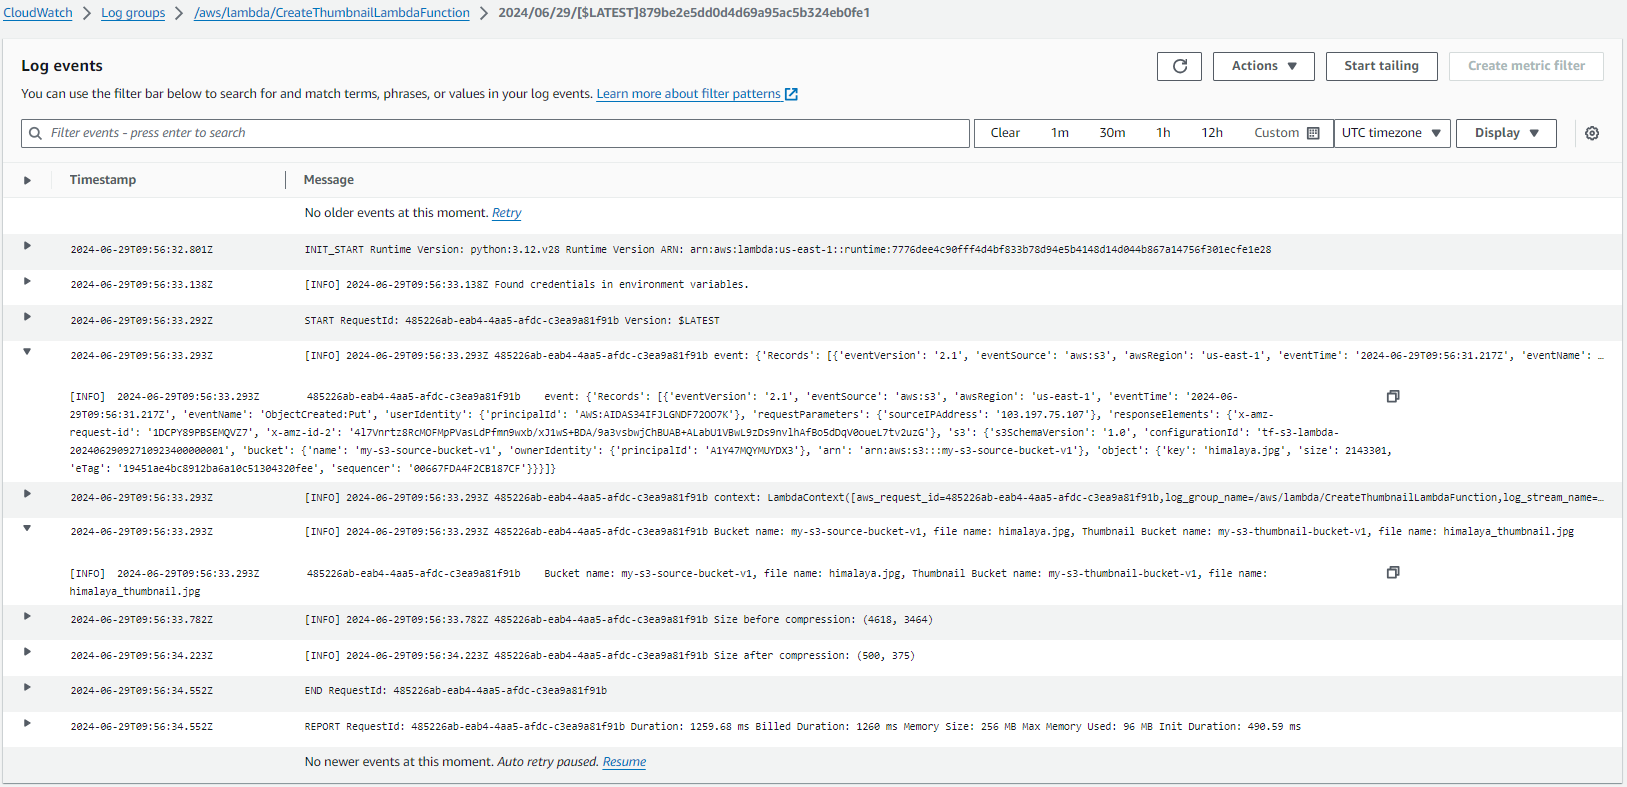 CloudWatch > Log groups > /aws/lambda/CreateThumbnailLambdaFunction > 2024/06/29/[$LATEST]879be2e5dd0d4d69a95ac5b324eb0fe1
Log events
Actions Start tailing Create metric filter
You can use the filter bar below to search for and match terms, phrases, or values in your log events. Learn more about filter patterns
Filter events - press enter to search Clear 1m 30m 1h 12h Custom UTC timezone Display
Timestamp Message
No older events at this moment. Retry
2024-06-29T09:56:32.801Z INIT_START Runtime Version: python:3.12.v28 Runtime Version ARN: arn:aws:lambda:us-east-1::runtime:7776dee4c90fff4d4bf833b78d94e5b4148d14d044b867a14756f301ecfe1e28
2024-06-29T09:56:33.138Z [INFO] 2024-06-29T09:56:33.138Z Found credentials in environment variables.
2024-06-29T09:56:33.292Z START RequestId: 485226ab-eab4-4aa5-afdc-c3ea9a81f91b Version: $LATEST
2024-06-29T09:56:33.293Z [INFO] 2024-06-29T09:56:33.293Z 485226ab-eab4-4aa5-afdc-c3ea9a81f91b event: {'Records': [{'eventVersion': '2.1', 'eventSource': 'aws:s3', 'awsRegion': 'us-east-1', 'eventTime': '2024-06-29T09:56:31.217Z', 'eventName': …
[INFO] 2024-06-29T09:56:33.293Z 485226ab-eab4-4aa5-afdc-c3ea9a81f91b event: {'Records': [{'eventVersion': '2.1', 'eventSource': 'aws:s3', 'awsRegion': 'us-east-1', 'eventTime': '2024-06-
29T09:56:31.217Z', 'eventName': 'ObjectCreated:Put', 'userIdentity': {'principalId': 'AWS:AIDAS34IFJLGNDF72OO7K'}, 'requestParameters': {'sourceIPAddress': '103.197.75.107'}, 'responseElements': {'x-amz-
request-id': '1DCPY89PBSEMQVZ7', 'x-amz-id-2': '4l7Vnrtz8RcMOFMpPVasLdPfmn9wxb/xJ1wS+BDA/9a3vsbwjChBUAB+ALabU1VBwL9zDs9nvlhAfBo5dDqV0oueL7tv2uzG'}, 's3': {'s3SchemaVersion': '1.0', 'configurationId': 'tf-s3-lambda-
20240629092710923400000001', 'bucket': {'name': 'my-s3-source-bucket-v1', 'ownerIdentity': {'principalId': 'A1Y47MQYMUYDX3'}, 'arn': 'arn:aws:s3:::my-s3-source-bucket-v1'}, 'object': {'key': 'himalaya.jpg', 'size': 2143301,
'eTag': '19451ae4bc8912ba6a10c51304320fee', 'sequencer': '00667FDA4F2CB187CF'}}}]}
2024-06-29T09:56:33.293Z [INFO] 2024-06-29T09:56:33.293Z 485226ab-eab4-4aa5-afdc-c3ea9a81f91b context: LambdaContext([aws_request_id=485226ab-eab4-4aa5-afdc-c3ea9a81f91b,log_group_name=/aws/lambda/CreateThumbnailLambdaFunction,log_stream_name=…
2024-06-29T09:56:33.293Z [INFO] 2024-06-29T09:56:33.293Z 485226ab-eab4-4aa5-afdc-c3ea9a81f91b Bucket name: my-s3-source-bucket-v1, file name: himalaya.jpg, Thumbnail Bucket name: my-s3-thumbnail-bucket-v1, file name: himalaya_thumbnail.jpg
[INFO] 2024-06-29T09:56:33.293Z 485226ab-eab4-4aa5-afdc-c3ea9a81f91b Bucket name: my-s3-source-bucket-v1, file name: himalaya.jpg, Thumbnail Bucket name: my-s3-thumbnail-bucket-v1, file name:
himalaya_thumbnail.jpg
2024-06-29T09:56:33.782Z [INFO] 2024-06-29T09:56:33.782Z 485226ab-eab4-4aa5-afdc-c3ea9a81f91b Size before compression: (4618, 3464)
2024-06-29T09:56:34.223Z [INFO] 2024-06-29T09:56:34.223Z 485226ab-eab4-4aa5-afdc-c3ea9a81f91b Size after compression: (500, 375)
2024-06-29T09:56:34.552Z END RequestId: 485226ab-eab4-4aa5-afdc-c3ea9a81f91b
2024-06-29T09:56:34.552Z REPORT RequestId: 485226ab-eab4-4aa5-afdc-c3ea9a81f91b Duration: 1259.68 ms Billed Duration: 1260 ms Memory Size: 256 MB Max Memory Used: 96 MB Init Duration: 490.59 ms
No newer events at this moment. Auto retry paused. Resume